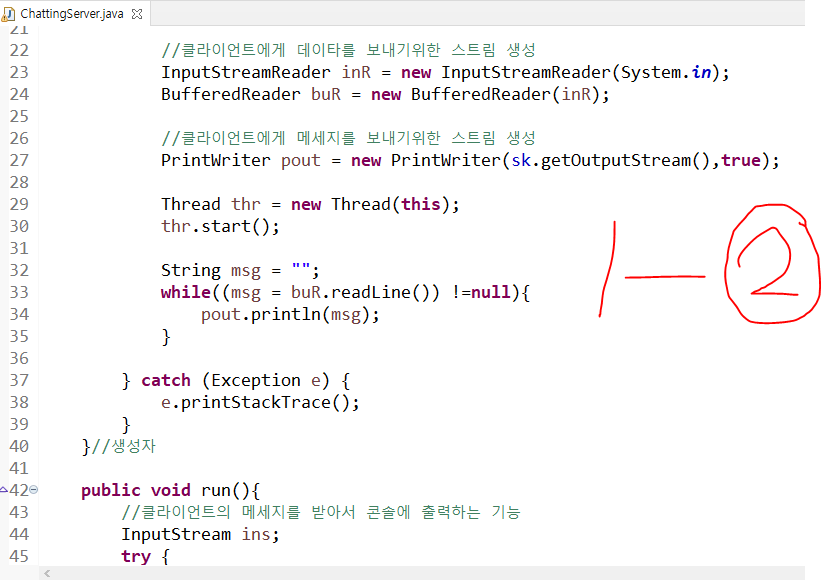 ChattingServer.java
21
22 //클라이언트에게 데이타를 보내기위한 스트림 생성
23 InputStreamReader inR = new InputStreamReader(System.in);
24 BufferedReader buR = new BufferedReader(inR);
25
26 //클라이언트에게 메세지를 보내기위한 스트림 생성
27 PrintWriter pout = new PrintWriter(sk.getOutputStream(),true);
28
29 Thread thr = new Thread(this);
30 thr.start();
31
32 String msg = "";
33 while((msg = buR.readLine()) !=null){
34 pout.println(msg);
35 }
36
37 } catch (Exception e) {
38 e.printStackTrace();
39 }
40 }//생성자
41
42 public void run(){
43 //클라이언트의 메세지를 받아서 콘솔에 출력하는 기능
44 InputStream ins;
45 try {
1-2